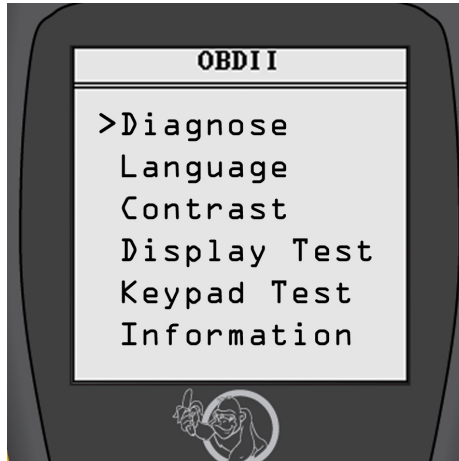 OBDII
>Diagnose
Language
Contrast
Display Test
Keypad Test
Information